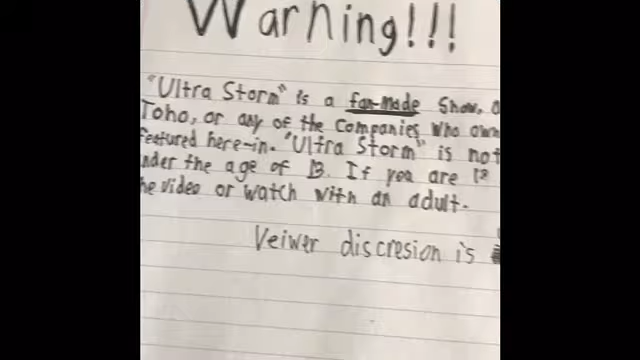 Warning!!!
"Ultra Storm" is a fan-made Show,
Toho, or any of the Companies who own
featured here-in. "Ultra Storm" is not
under the age of 13. If you are 12
the video or watch with an adult.
Veiwer discresion is